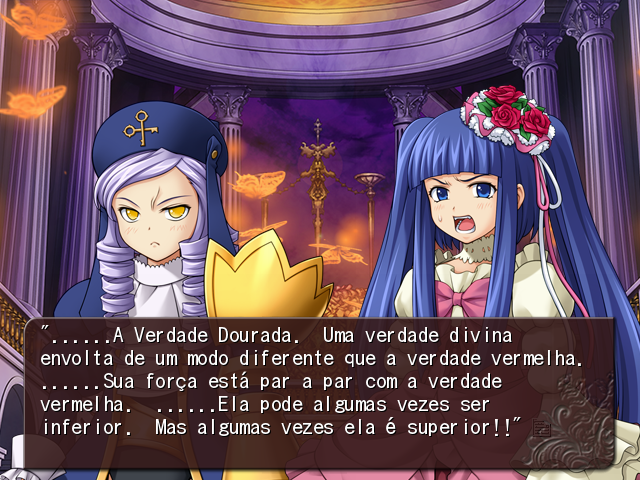 "......A Verdade Dourada.  Uma verdade divina
envolta de um modo diferente que a verdade vermelha.
......Sua força está par a par com a verdade
vermelha.  ......Ela pode algumas vezes ser
inferior.  Mas algumas vezes ela é superior!!"